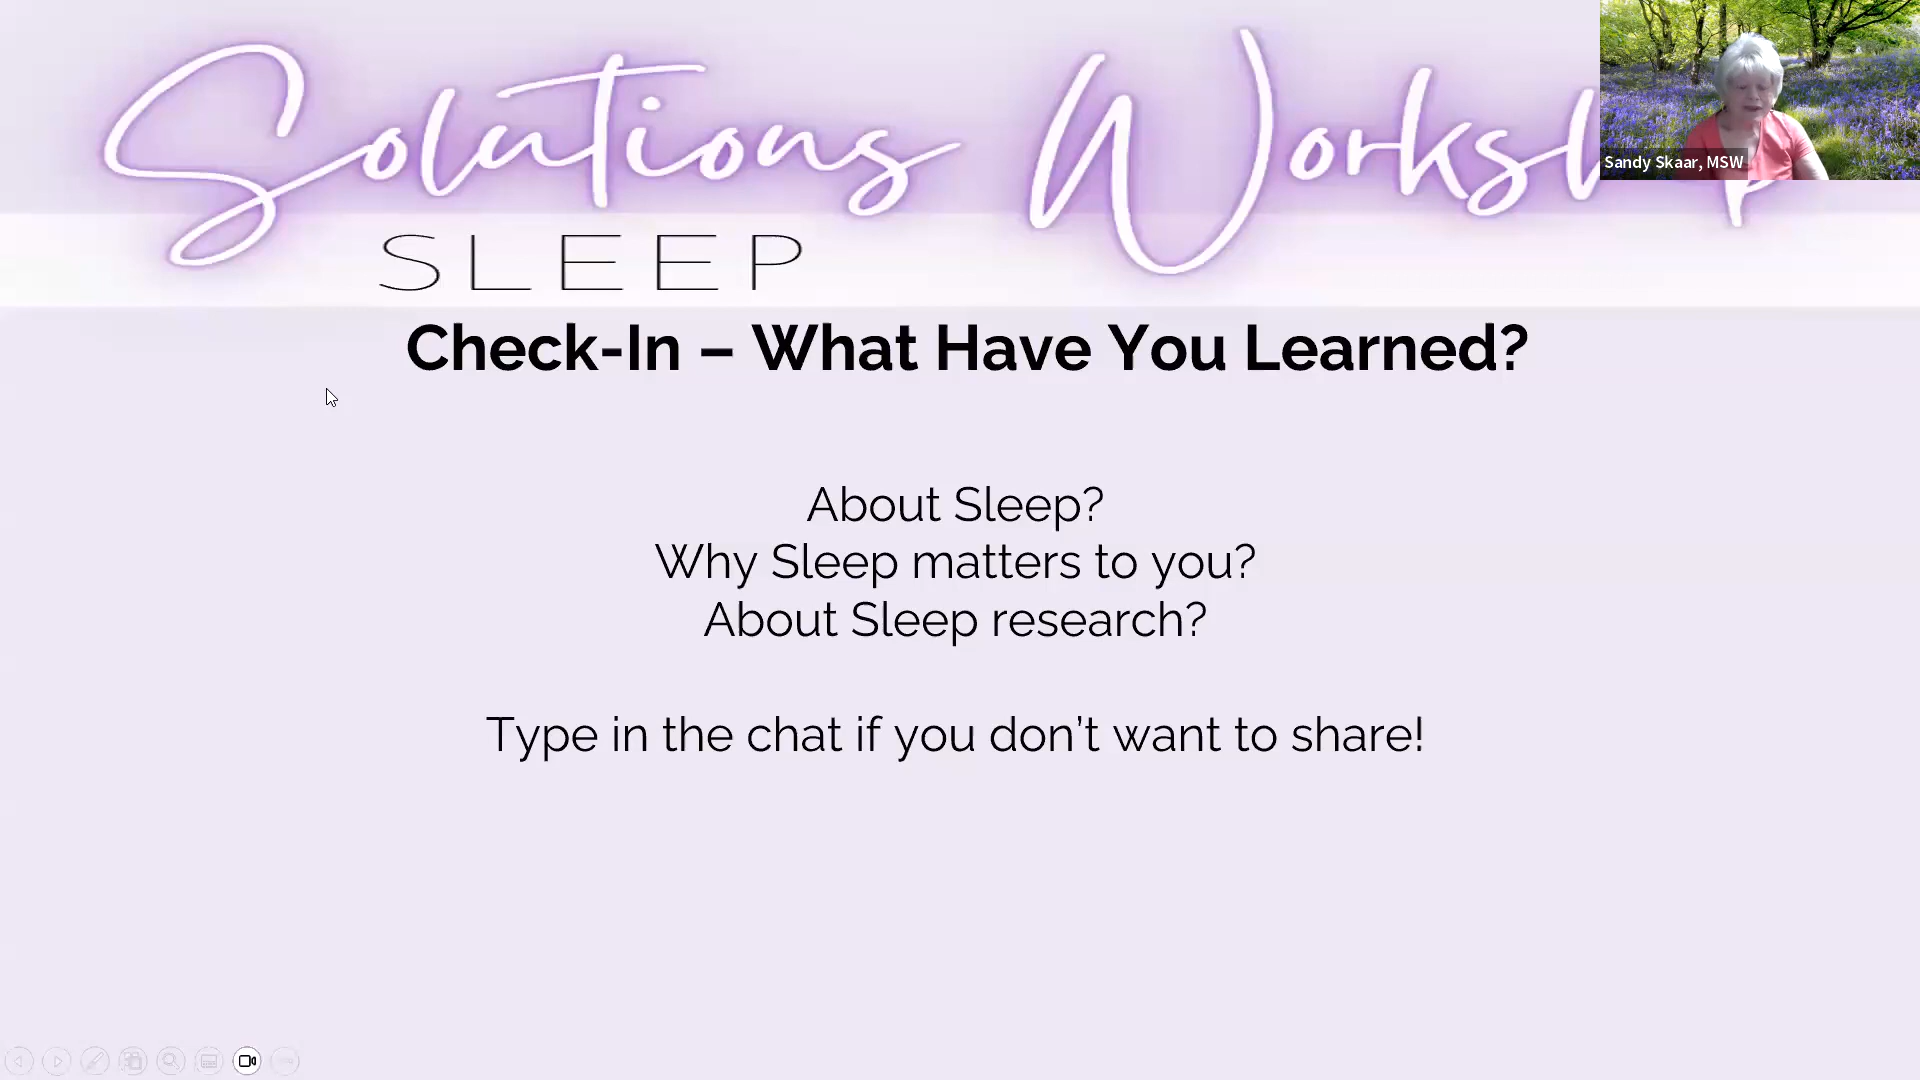 Solutions Worksh p
Sandy Skaar, MSW
SLEEP
Check-In – What Have You Learned?
About Sleep?
Why Sleep matters to you?
About Sleep research?
Type in the chat if you don't want to share!